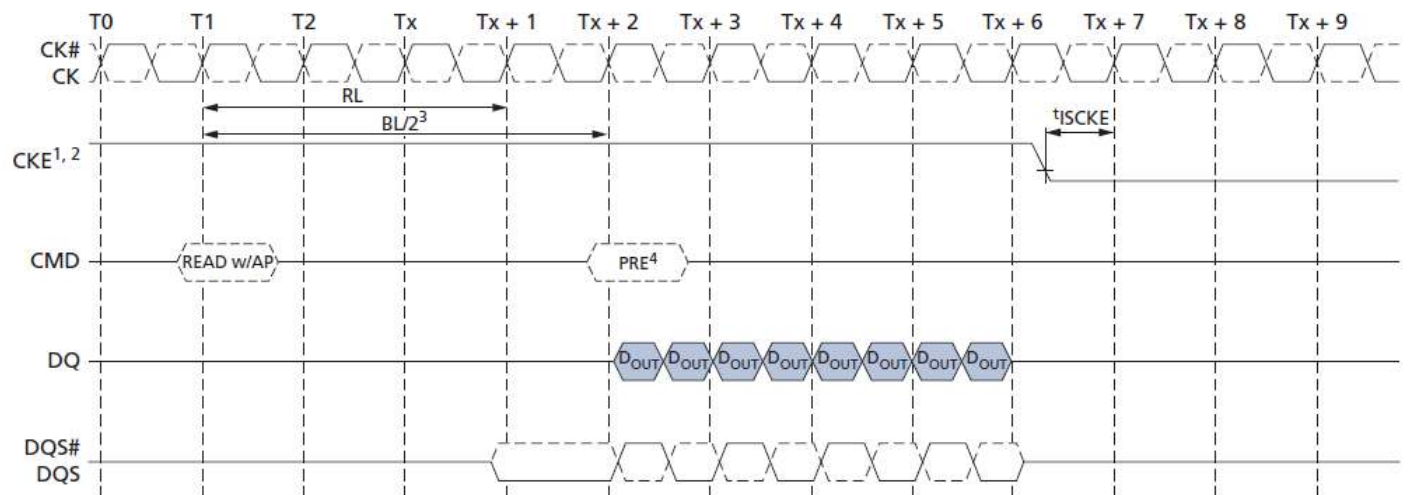 T0 T1 T2 Tx Tx + 1 Tx + 2 Tx + 3 Tx + 4 Tx + 5 Tx + 6 Tx + 7 Tx + 8 Tx + 9
CK#
CK
RL
BL/2³
tISCKE
CKE1, 2
CMD READ w/AP PRE⁴
DQ DOUT DOUT DOUT DOUT DOUT DOUT DOUT DOUT
DQS#
DQS